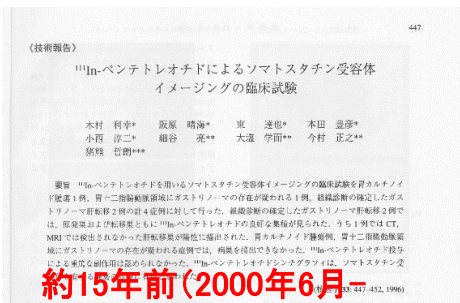 447
《技術報告》
¹¹¹In-ペンテトレオチドによるソマトスタチン受容体
イメージングの臨床試験
木村 利幸* 阪原 晴海* 東 達也* 本田 豊彦*
小西 淳二* 細谷 亮** 大塩 学而** 今村 正之**
猪熊 哲朗***
要旨 ¹¹¹In-ペンテトレオチドを用いるソマトスタチン受容体イメージングの臨床試験を胃カルチノイ
ド腫瘍 1 例，胃十二指腸動脈領域にガストリノーマの存在が疑われる 1 例，組織診断の確定したガス
トリノーマ肝転移 2 例の計 4 症例に対して行った．組織診断の確定したガストリノーマ肝転移 2 例で
は，原発巣および転移巣ともに ¹¹¹In-ペンテトレオチドの良好な集積が見られた．うち 1 例では CT,
MRI では検出されなかった肝転移巣が陽性に描出された．胃カルチノイド腫瘍例，胃十二指腸動脈領
域にガストリノーマの存在が疑われる症例では，病巣を描出できなかった．¹¹¹In-ペンテトレオチド投与
による重篤な副作用は認められなかった．¹¹¹In-ペンテトレオチドシンチグラフィは，ソマトスタチン受
33: 447–452, 1996)
約15年前（2000年6月-